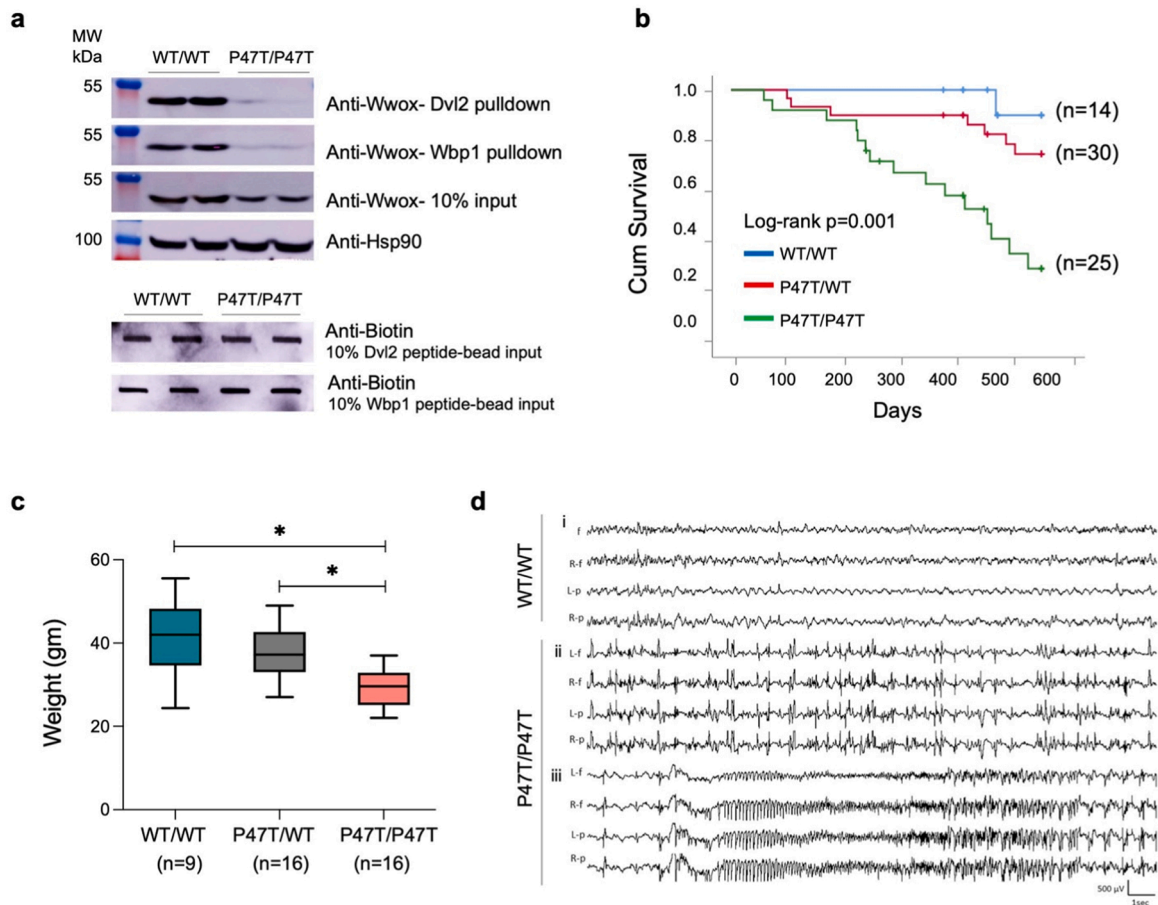 a
MW
kDa
WT/WT P47T/P47T
55
Anti-Wwox- Dvl2 pulldown
55
Anti-Wwox- Wbp1 pulldown
55
Anti-Wwox- 10% input
100
Anti-Hsp90
WT/WT P47T/P47T
Anti-Biotin
10% Dvl2 peptide-bead input
Anti-Biotin
10% Wbp1 peptide-bead input
b
Cum Survival
1.0
0.8
0.6
0.4
0.2
0.0
(n=14)
(n=30)
(n=25)
Log-rank p=0.001
WT/WT
P47T/WT
P47T/P47T
0 100 200 300 400 500 600
Days
c
Weight (gm)
60
40
20
0
*
*
WT/WT P47T/WT P47T/P47T
(n=9) (n=16) (n=16)
d
WT/WT
i
f
R-f
L-p
R-p
P47T/P47T
ii L-f
R-f
L-p
R-p
iii L-f
R-f
L-p
R-p
500 µV
1sec